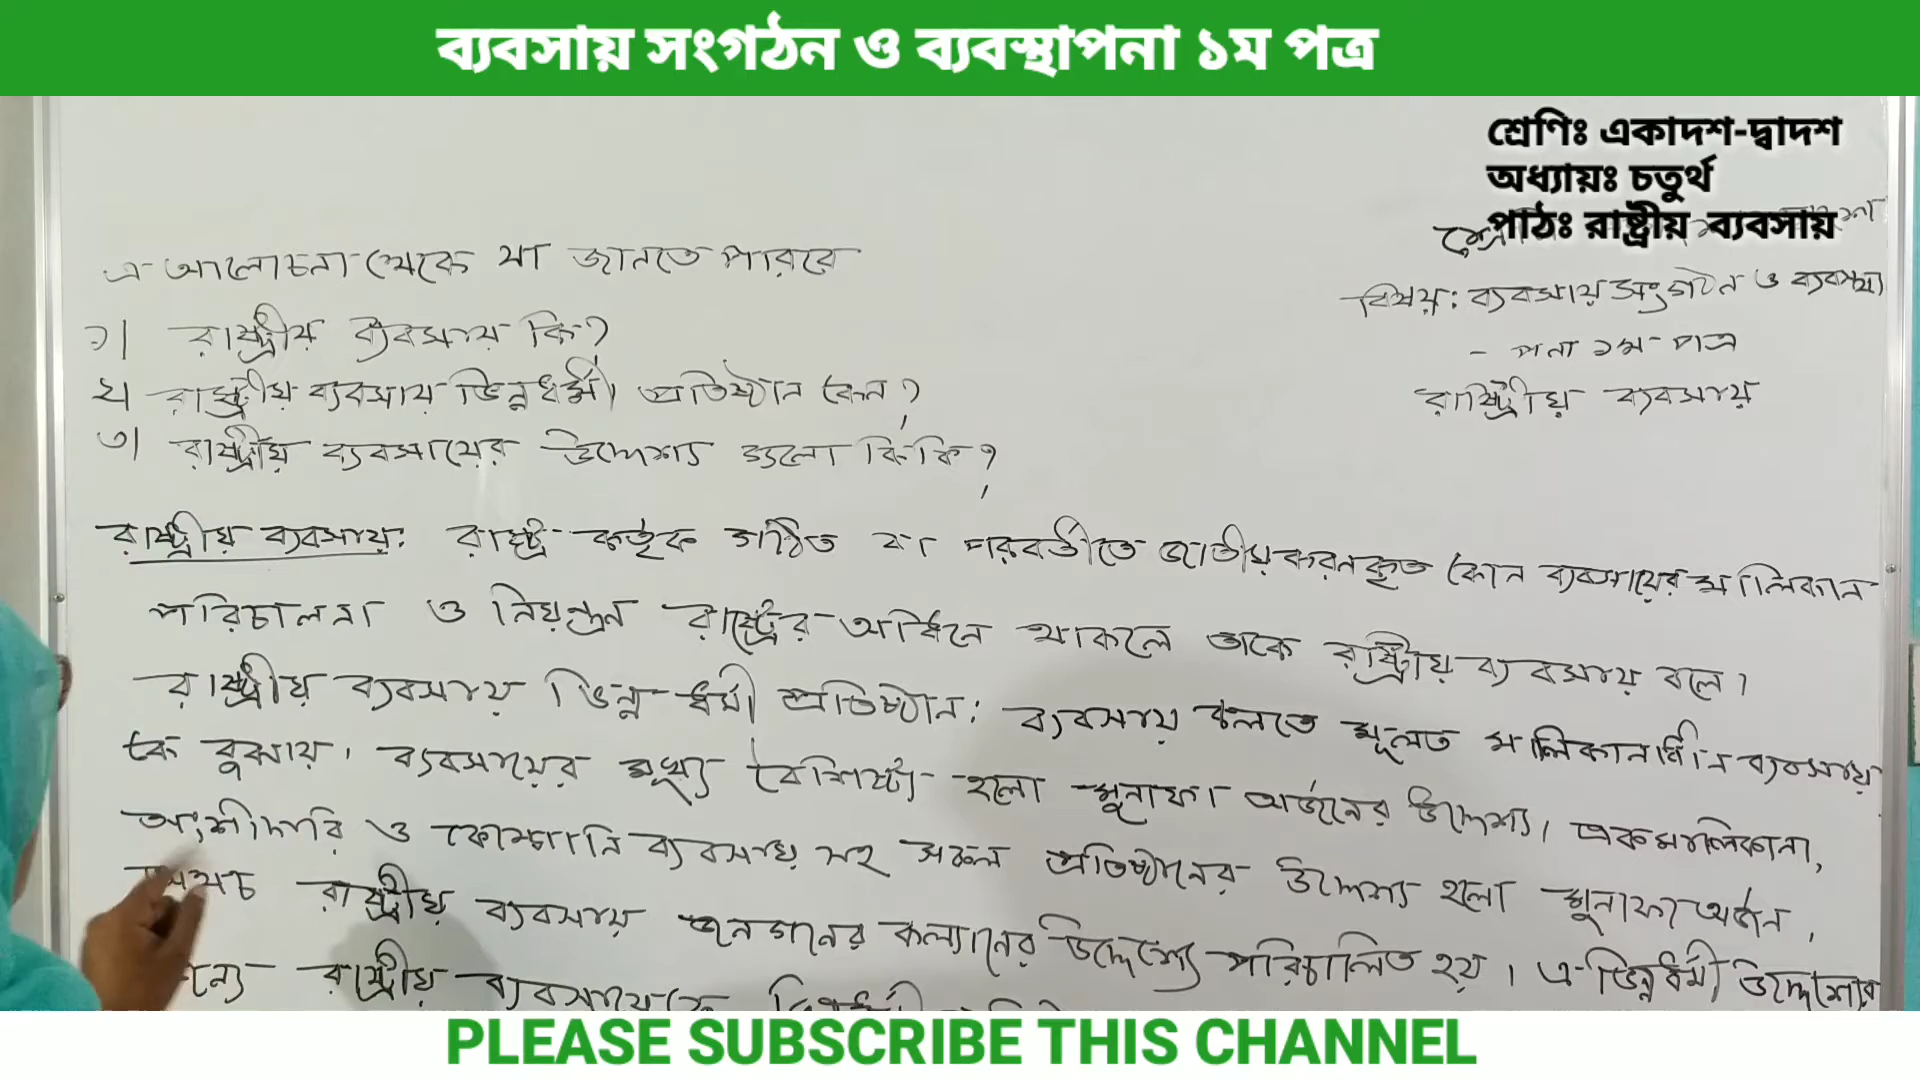 ব্যবসায় সংগঠন ও ব্যবস্থাপনা ১ম পত্র
শ্রেণিঃ একাদশ-দ্বাদশ
অধ্যায়ঃ চতুর্থ
পাঠঃ রাষ্ট্রীয় ব্যবসায়
বিষয়: ব্যবসায় সংগঠন ও ব্যবস্থা
- পনা ১ম পত্র
রাষ্ট্রীয় ব্যবসায়
এ আলোচনা থেকে যা জানতে পারবে
১। রাষ্ট্রীয় ব্যবসায় কি?
২। রাষ্ট্রীয় ব্যবসায় ভিন্নধর্মী প্রতিষ্ঠান কেন?
৩। রাষ্ট্রীয় ব্যবসায়ের উদ্দেশ্য গুলো কি কি?
রাষ্ট্রীয় ব্যবসায়: রাষ্ট্র কর্তৃক গঠিত বা পরবর্তীতে জাতীয়করনকৃত কোন ব্যবসায়ের মালিকান
পরিচালনা ও নিয়ন্ত্রন রাষ্ট্রের অধিনে থাকলে তাকে রাষ্ট্রীয় ব্যবসায় বলে।
রাষ্ট্রীয় ব্যবসায় ভিন্ন ধর্মী প্রতিষ্ঠান: ব্যবসায় বলতে মূলত মালিকানাধীন ব্যবসায়
কে বুঝায়। ব্যবসায়ের মূখ্য বৈশিষ্ট্য হলো মুনাফা অর্জনের উদ্দেশ্য। একমালিকানা,
অংশীদারি ও কোম্পানি ব্যবসায় সহ সকল প্রতিষ্ঠানের উদ্দেশ্য হলো মুনাফা অর্জন,
অথচ রাষ্ট্রীয় ব্যবসায় জনগনের কল্যানের উদ্দেশ্যে পরিচালিত হয়। এ ভিন্নধর্মী উদ্দেশ্যের
রাষ্ট্রীয় ব্যবসায়কে
PLEASE SUBSCRIBE THIS CHANNEL